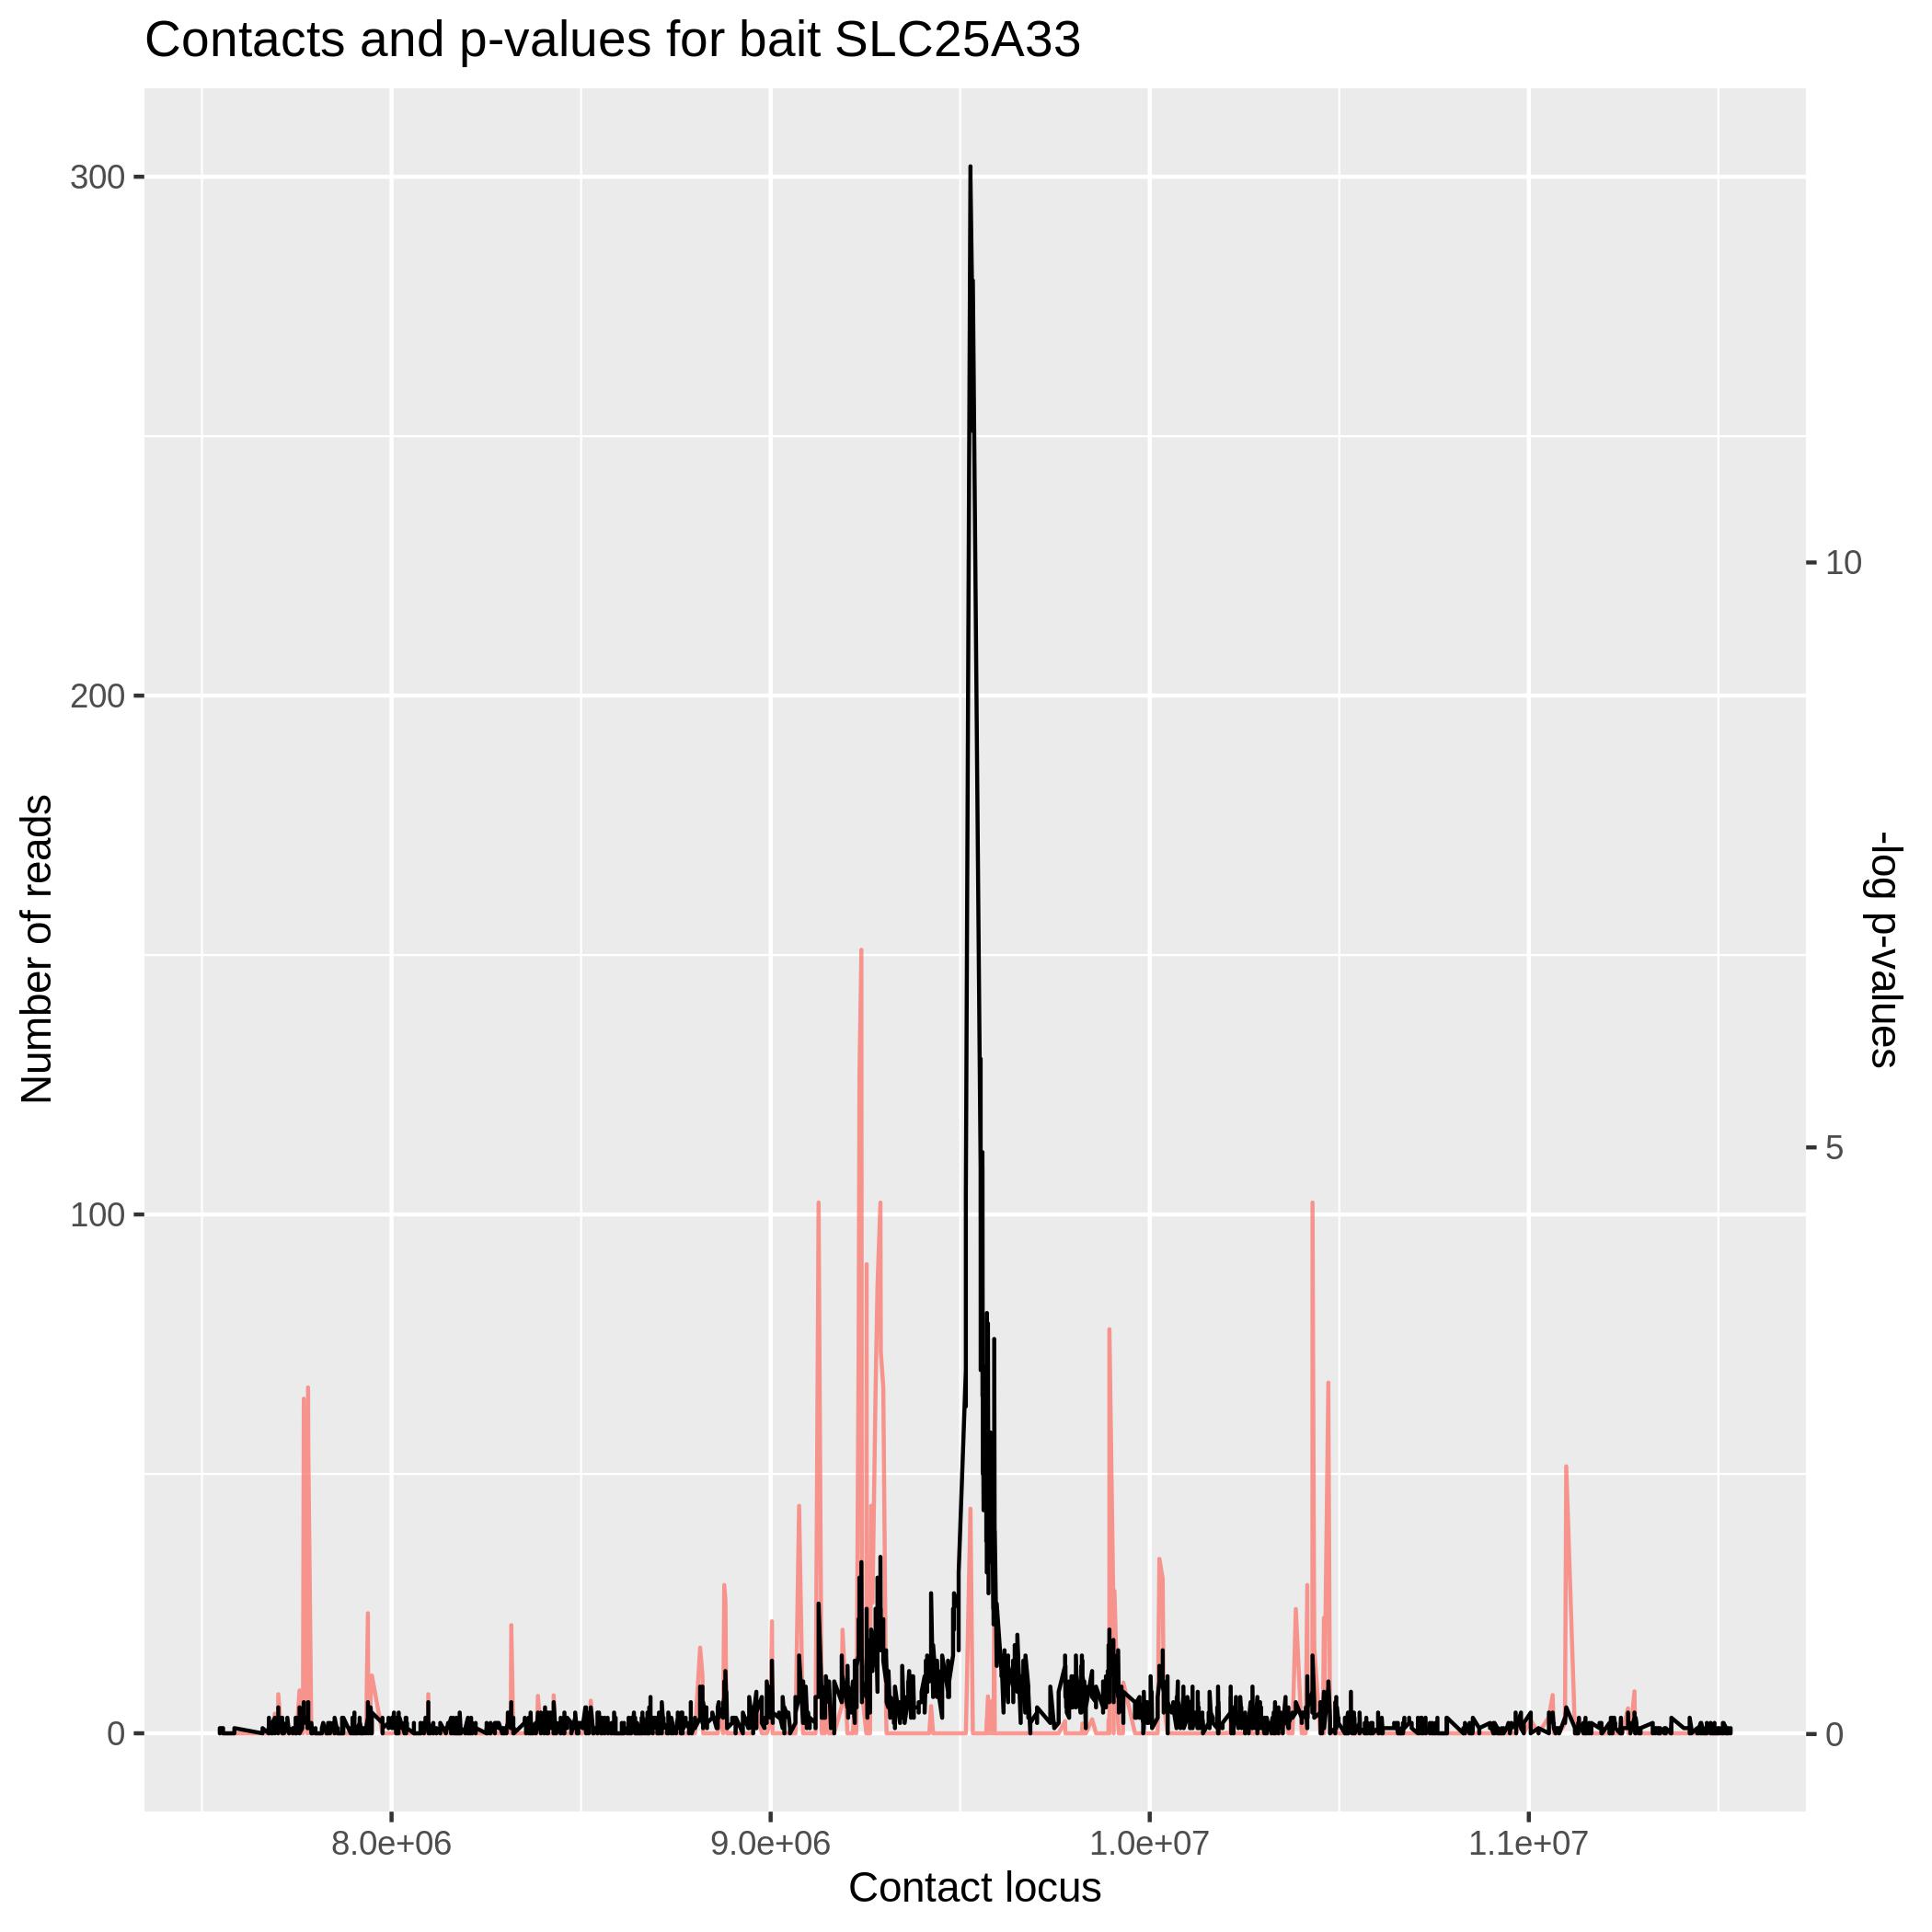 Contacts and p-values for bait SLC25A33
300
200
100
0
Number of reads
10
5
0
-log p-values
8.0e+06
9.0e+06
1.0e+07
1.1e+07
Contact locus